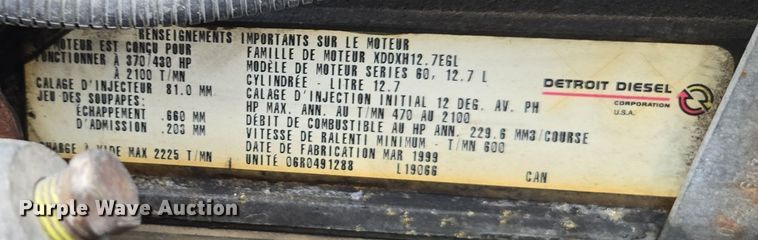 RENSEIGNEMENTS IMPORTANTS SUR LE MOTEUR
MOTEUR EST CONÇU POUR
FONCTIONNER À 370/430 HP
À 2100 T/MN
CALAGE D'INJECTEUR 81.0 MM
JEU DES SOUPAPES:
ÉCHAPPEMENT .660 MM
D'ADMISSION .203 MM
CHARGE À VIDE MAX 2225 T/MN
FAMILLE DE MOTEUR XDDXH12.7EGL
MODÈLE DE MOTEUR SERIES 60, 12.7 L
CYLINDRÉE - LITRE 12.7
CALAGE D'INJECTION INITIAL 12 DEG. AV. PH
HP MAX. ANN. AU T/MN 470 AU 2100
DÉBIT DE COMBUSTIBLE AU HP ANN. 229.6 MM3/COURSE
VITESSE DE RALENTI MINIMUM - T/MN 600
DATE DE FABRICATION MAR 1999
UNITÉ 06R0491288 L19066 CAN
DETROIT DIESEL
CORPORATION
U.S.A.
Purple Wave Auction